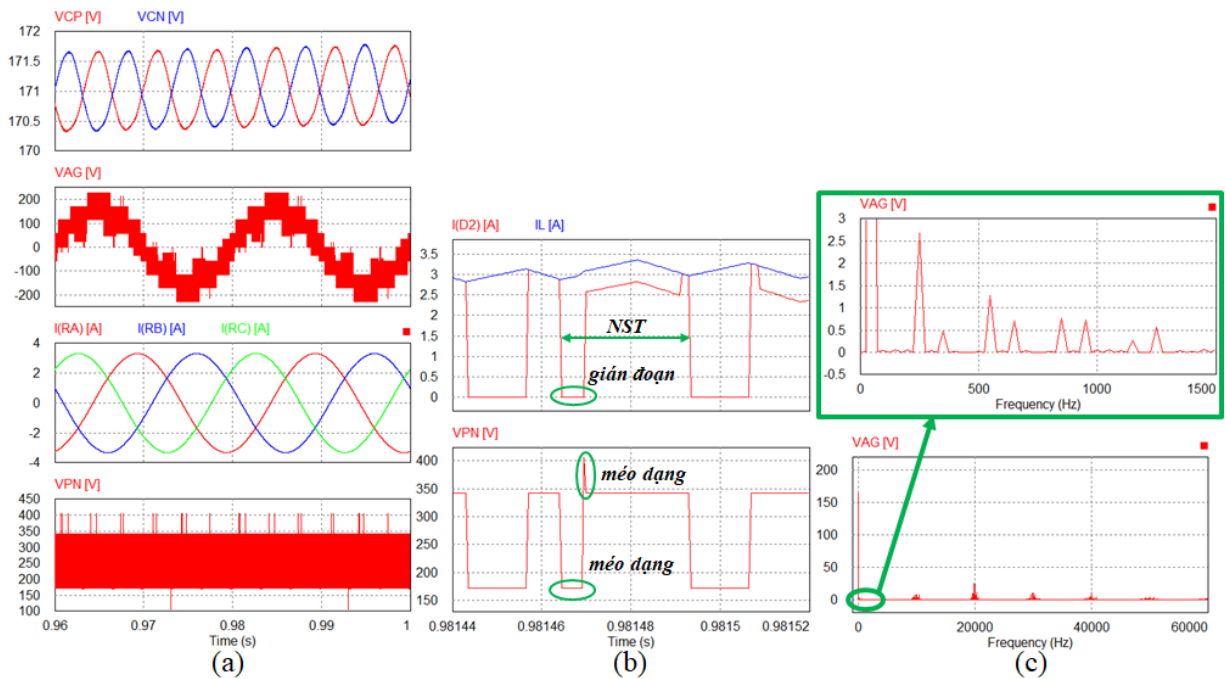 VCP [V] VCN [V]
172
171.5
171
170.5
170
VAG [V]
200
100
0
-100
-200
I(RA) [A] I(RB) [A] I(RC) [A]
4
2
0
-2
-4
VPN [V]
450
400
350
300
250
200
150
100
0.96 0.97 0.98 0.99 1
Time (s)
(a)
I(D2) [A] IL [A]
3.5
3
2.5
2
1.5
1
0.5
0
NST
gián đoạn
VPN [V]
400
350
300
250
200
150
méo dạng
méo dạng
0.98144 0.98146 0.98148 0.9815 0.98152
Time (s)
(b)
VAG [V]
3
2.5
2
1.5
1
0.5
0
-0.5
0 500 1000 1500
Frequency (Hz)
VAG [V]
200
150
100
50
0
0 20000 40000 60000
Frequency (Hz)
(c)